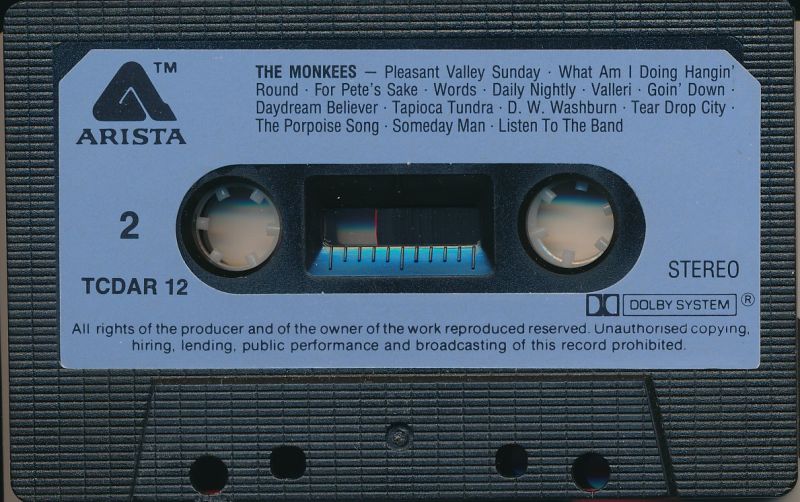 TM
ARISTA
THE MONKEES — Pleasant Valley Sunday · What Am I Doing Hangin'
Round · For Pete's Sake · Words · Daily Nightly · Valleri · Goin' Down ·
Daydream Believer · Tapioca Tundra · D. W. Washburn · Tear Drop City ·
The Porpoise Song · Someday Man · Listen To The Band
2
TCDAR 12
STEREO
DOLBY SYSTEM ®
All rights of the producer and of the owner of the work reproduced reserved. Unauthorised copying,
hiring, lending, public performance and broadcasting of this record prohibited.